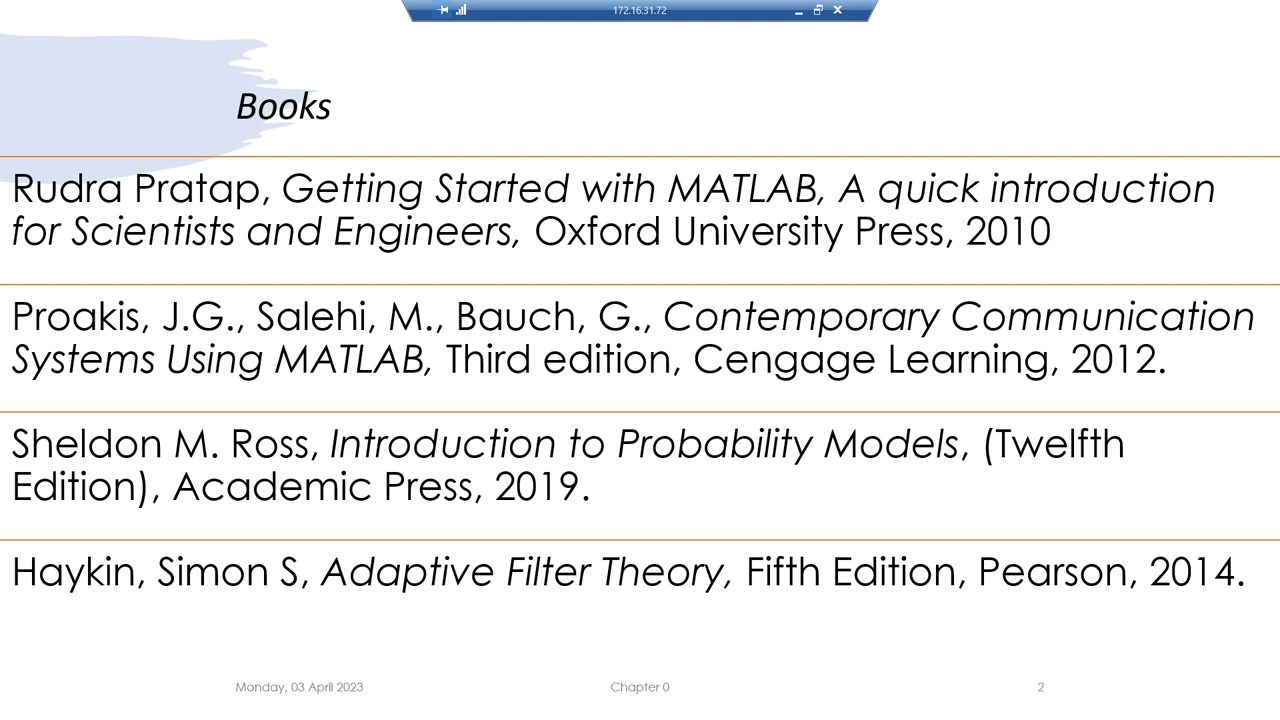 172.16.31.72
Books
Rudra Pratap, Getting Started with MATLAB, A quick introduction
for Scientists and Engineers, Oxford University Press, 2010
Proakis, J.G., Salehi, M., Bauch, G., Contemporary Communication
Systems Using MATLAB, Third edition, Cengage Learning, 2012.
Sheldon M. Ross, Introduction to Probability Models, (Twelfth
Edition), Academic Press, 2019.
Haykin, Simon S, Adaptive Filter Theory, Fifth Edition, Pearson, 2014.
Monday, 03 April 2023
Chapter 0
2